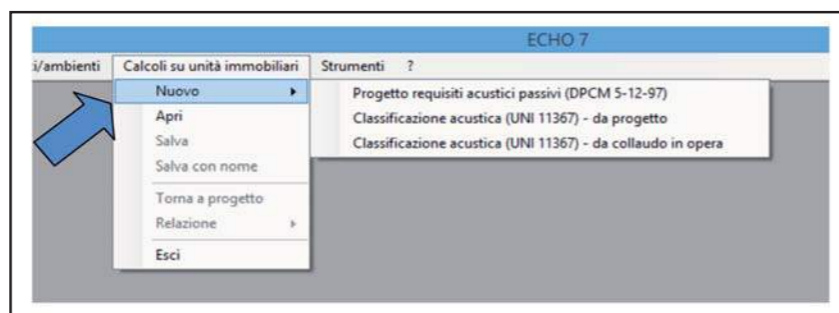 ECHO 7
i/ambienti Calcoli su unità immobiliari Strumenti ?
Nuovo
Apri
Salva
Salva con nome
Torna a progetto
Relazione
Esci
Progetto requisiti acustici passivi (DPCM 5-12-97)
Classificazione acustica (UNI 11367) - da progetto
Classificazione acustica (UNI 11367) - da collaudo in opera